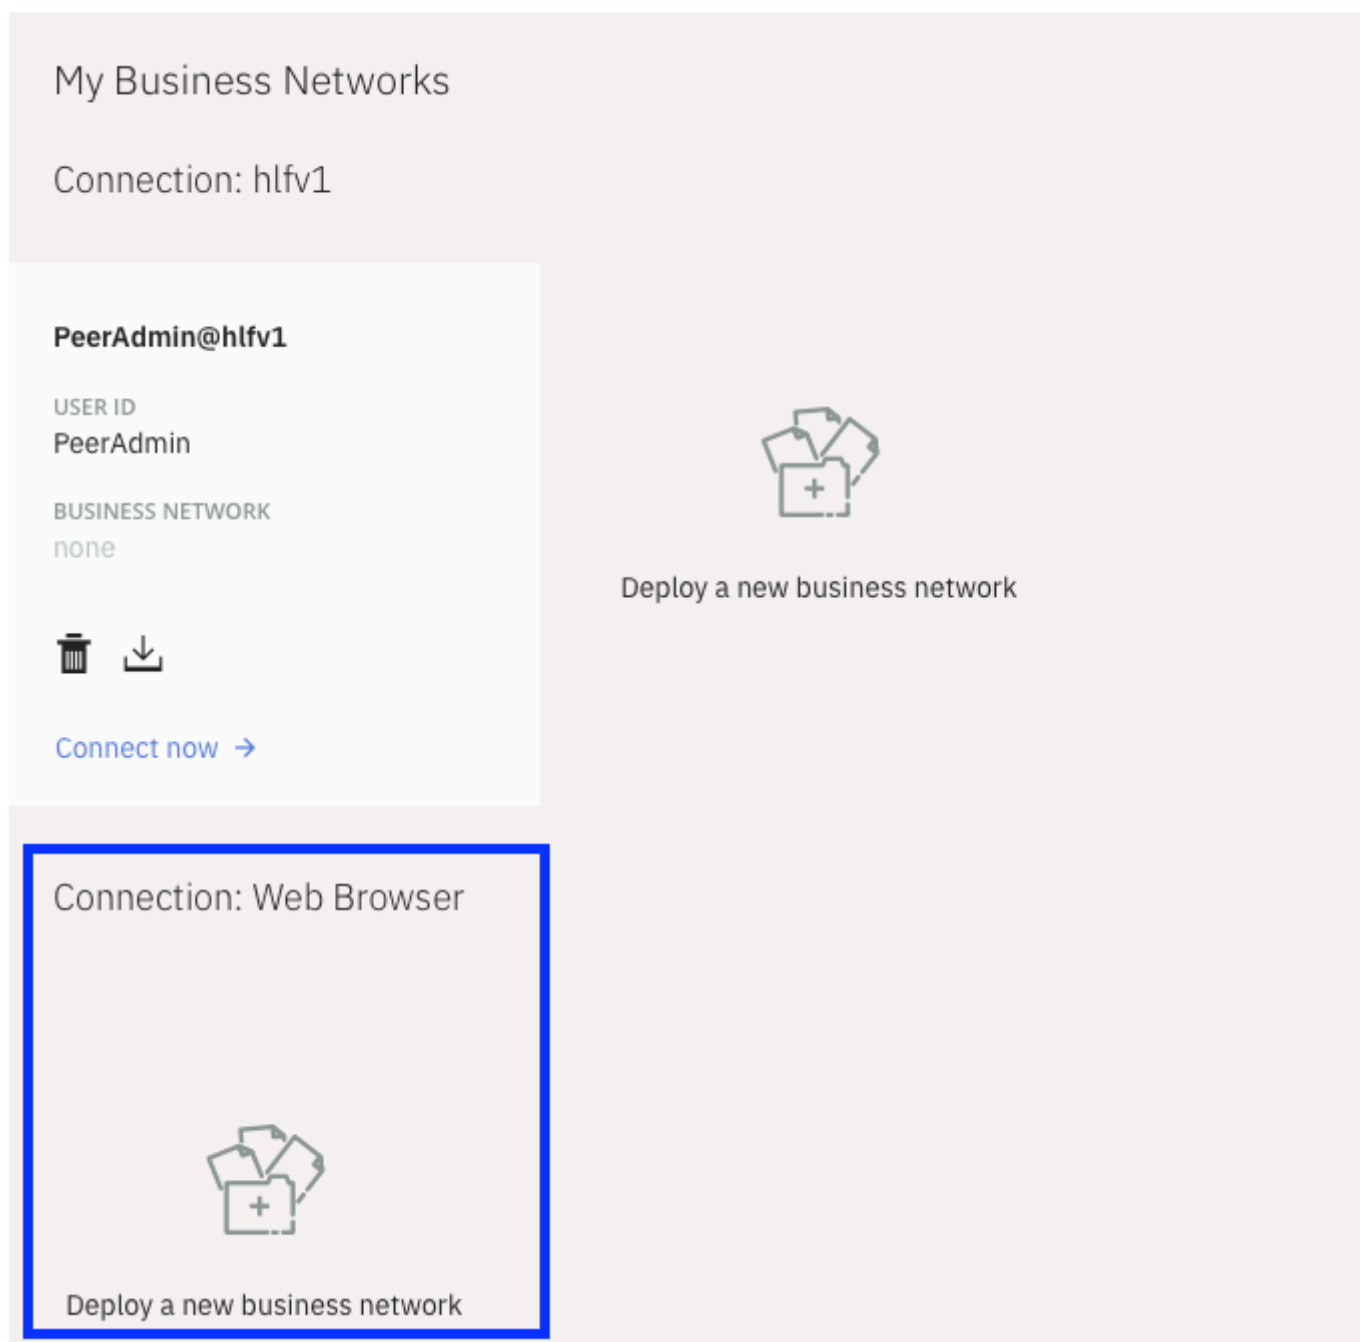 My Business Networks
Connection: hlfv1
PeerAdmin@hlfv1
USER ID
PeerAdmin
BUSINESS NETWORK
none
Connect now →
Deploy a new business network
Connection: Web Browser
Deploy a new business network